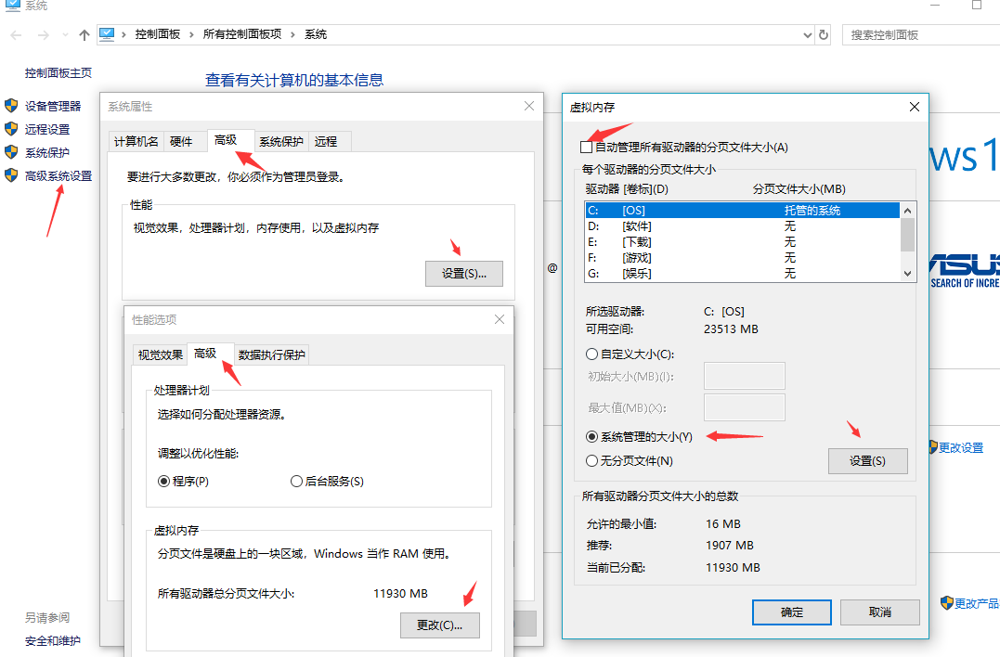 系统
控制面板 › 所有控制面板项 › 系统
搜索控制面板
控制面板主页
设备管理器
远程设置
系统保护
高级系统设置
另请参阅
安全和维护
查看有关计算机的基本信息
系统属性
计算机名 硬件 高级 系统保护 远程
要进行大多数更改，你必须作为管理员登录。
性能
视觉效果，处理器计划，内存使用，以及虚拟内存
设置(S)...
性能选项
视觉效果 高级 数据执行保护
处理器计划
选择如何分配处理器资源。
调整以优化性能:
程序(P) 后台服务(S)
虚拟内存
分页文件是硬盘上的一块区域，Windows 当作 RAM 使用。
所有驱动器总分页文件大小: 11930 MB
更改(C)...
@
虚拟内存
自动管理所有驱动器的分页文件大小(A)
每个驱动器的分页文件大小
驱动器 [卷标](D) 分页文件大小(MB)
C: [OS] 托管的系统
D: [软件] 无
E: [下载] 无
F: [游戏] 无
G: [娱乐] 无
所选驱动器: C: [OS]
可用空间: 23513 MB
自定义大小(C):
初始大小(MB)(I):
最大值(MB)(X):
系统管理的大小(Y)
无分页文件(N)
设置(S)
所有驱动器分页文件大小的总数
允许的最小值: 16 MB
推荐: 1907 MB
当前已分配: 11930 MB
确定 取消
ws 1
ASUS
SEARCH OF INCRE
更改设置
更改产品